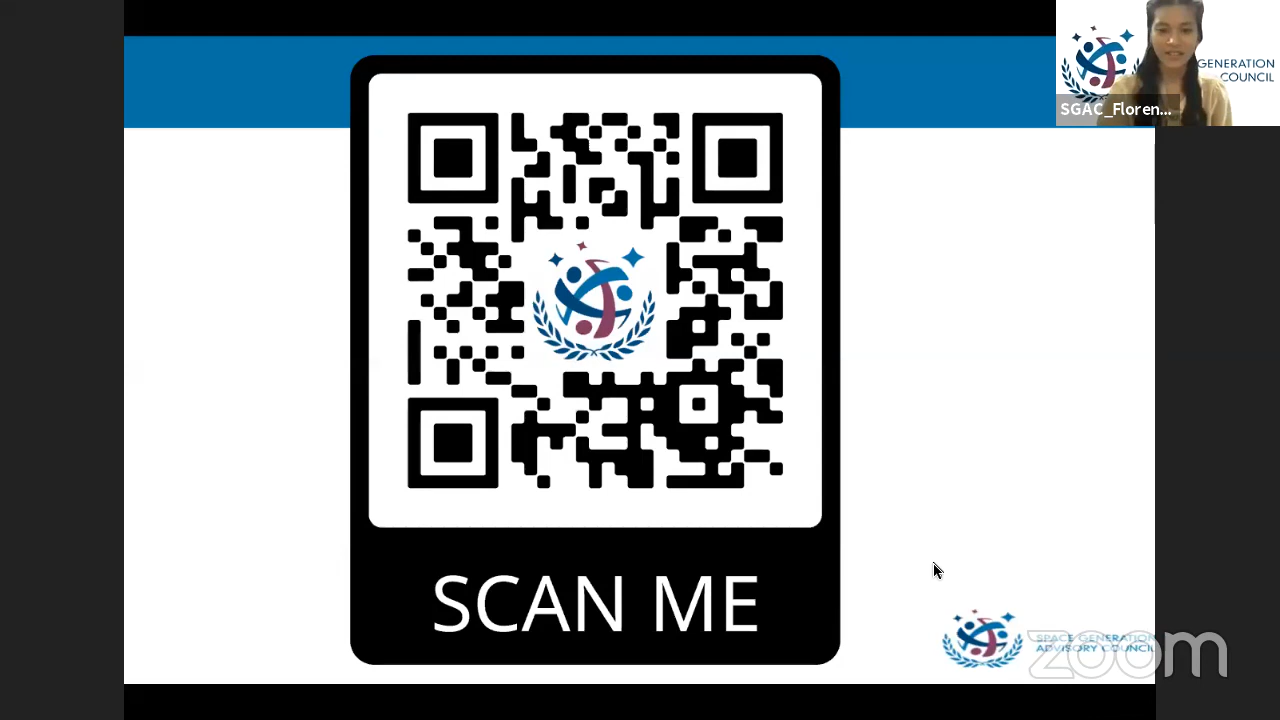 GENERATION
COUNCIL
SGAC_Floren...
SCAN ME
SPACE GENERATION
ADVISORY COUNCIL
zoom